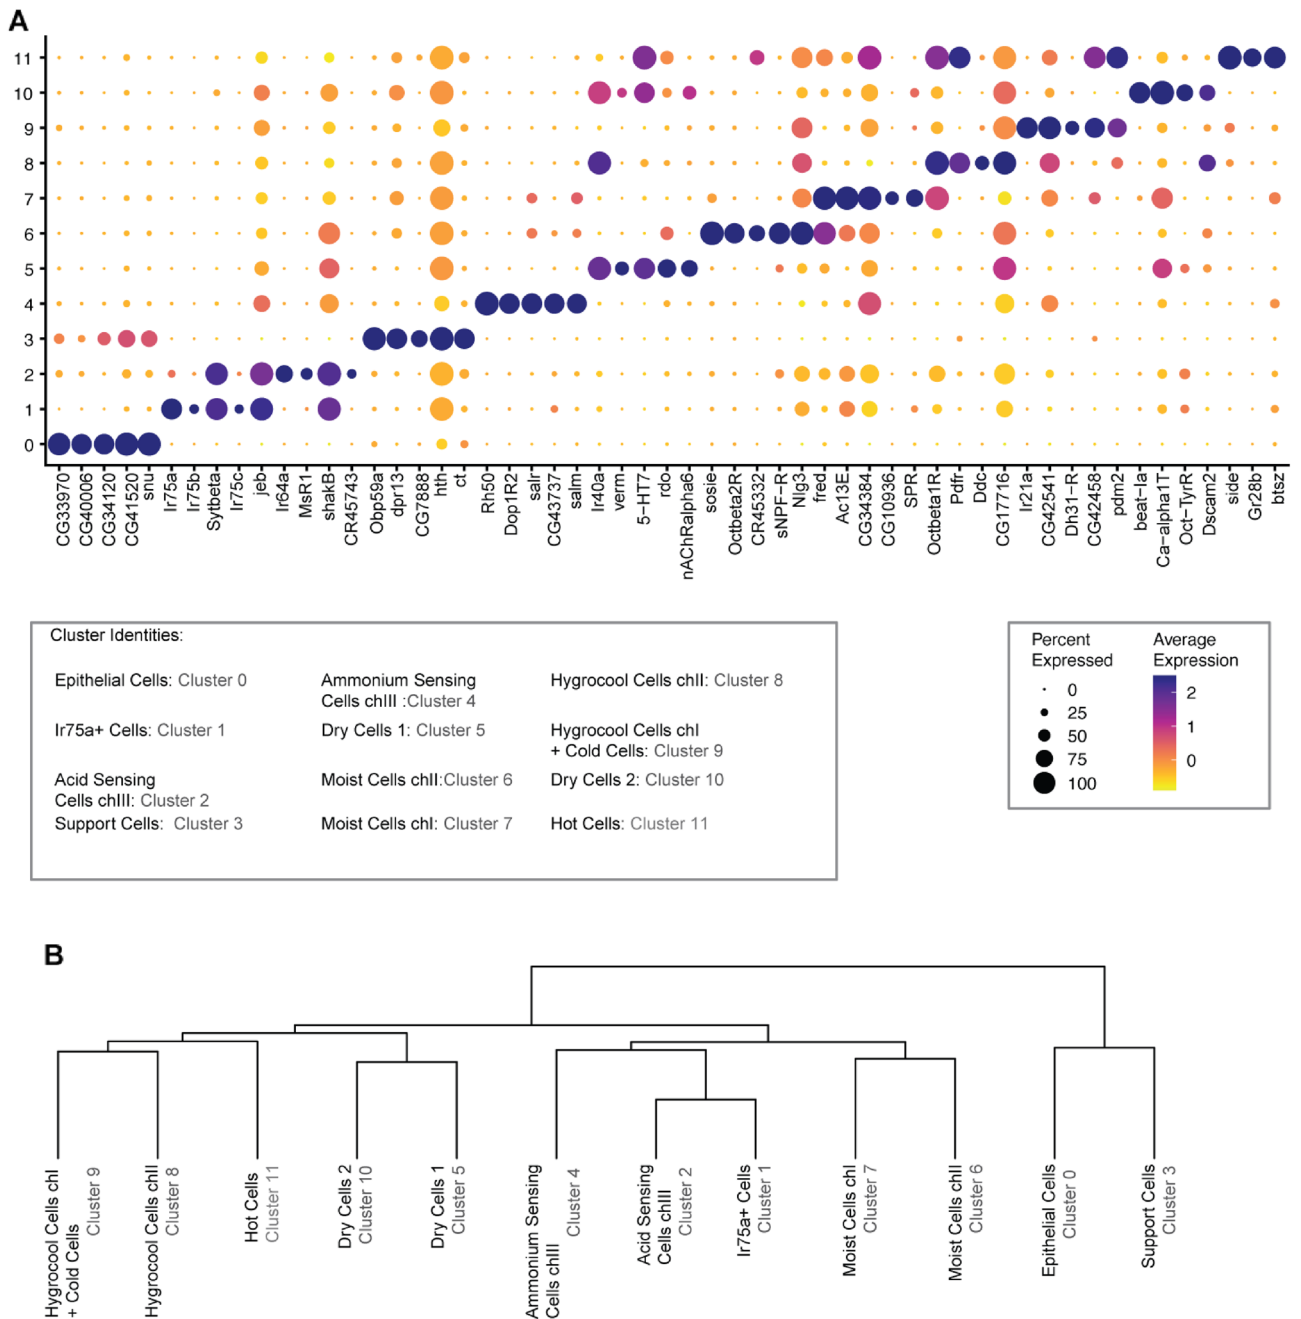 A
11
10
9
8
7
6
5
4
3
2
1
0
CG33970
CG40006
CG34120
CG41520
snu
Ir75a
Ir75b
Sytbeta
Ir75c
jeb
Ir64a
MsR1
shakB
CR45743
Obp59a
dpr13
CG7888
hth
ct
Rh50
Dop1R2
salr
CG43737
salm
Ir40a
verm
5−HT7
rdo
nAChRalpha6
sosie
Octbeta2R
CR45332
sNPF−R
Nlg3
fred
Ac13E
CG34384
CG10936
SPR
Octbeta1R
Pdfr
Ddc
CG17716
Ir21a
CG42541
Dh31−R
CG42458
pdm2
beat−Ia
Ca−alpha1T
Oct−TyrR
Dscam2
side
Gr28b
btsz
Cluster Identities:
Epithelial Cells: Cluster 0
Ir75a+ Cells: Cluster 1
Acid Sensing
Cells chIII: Cluster 2
Support Cells: Cluster 3
Ammonium Sensing
Cells chIII :Cluster 4
Dry Cells 1: Cluster 5
Moist Cells chII:Cluster 6
Moist Cells chI: Cluster 7
Hygrocool Cells chII: Cluster 8
Hygrocool Cells chI
+ Cold Cells: Cluster 9
Dry Cells 2: Cluster 10
Hot Cells: Cluster 11
Percent
Expressed
0
25
50
75
100
Average
Expression
2
1
0
B
Hygrocool Cells chI
+ Cold Cells
Cluster 9
Hygrocool Cells chII
Cluster 8
Hot Cells
Cluster 11
Dry Cells 2
Cluster 10
Dry Cells 1
Cluster 5
Ammonium Sensing
Cells chIII
Cluster 4
Acid Sensing
Cells chIII
Cluster 2
Ir75a+ Cells
Cluster 1
Moist Cells chI
Cluster 7
Moist Cells chII
Cluster 6
Epithelial Cells
Cluster 0
Support Cells
Cluster 3